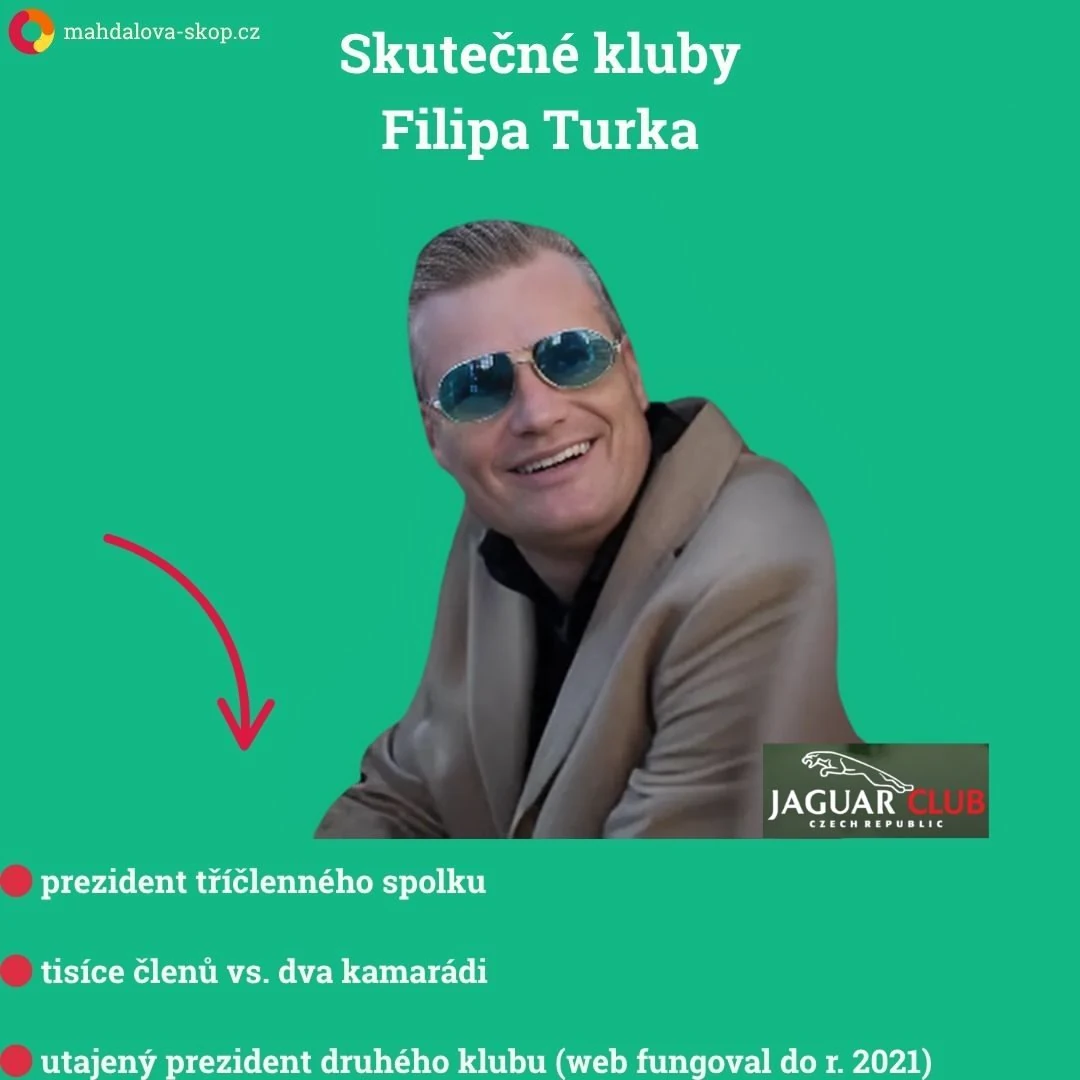 mahdalova-skop.cz
Skutečné kluby
Filipa Turka
JAGUAR CLUB
CZECH REPUBLIC
prezident tříčlenného spolku
tisíce členů vs. dva kamarádi
utajený prezident druhého klubu (web fungoval do r. 2021)